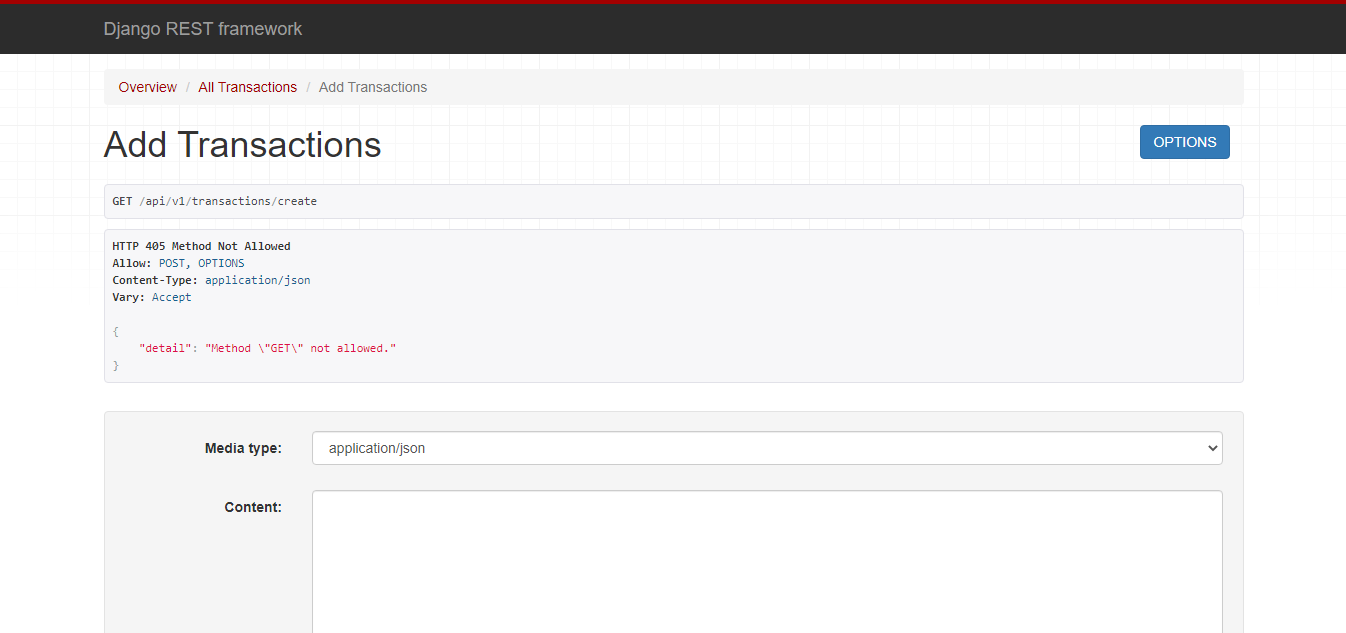 Django REST framework
Overview / All Transactions / Add Transactions
Add Transactions
OPTIONS
GET /api/v1/transactions/create
HTTP 405 Method Not Allowed
Allow: POST, OPTIONS
Content-Type: application/json
Vary: Accept
{
    "detail": "Method \"GET\" not allowed."
}
Media type: application/json
Content: